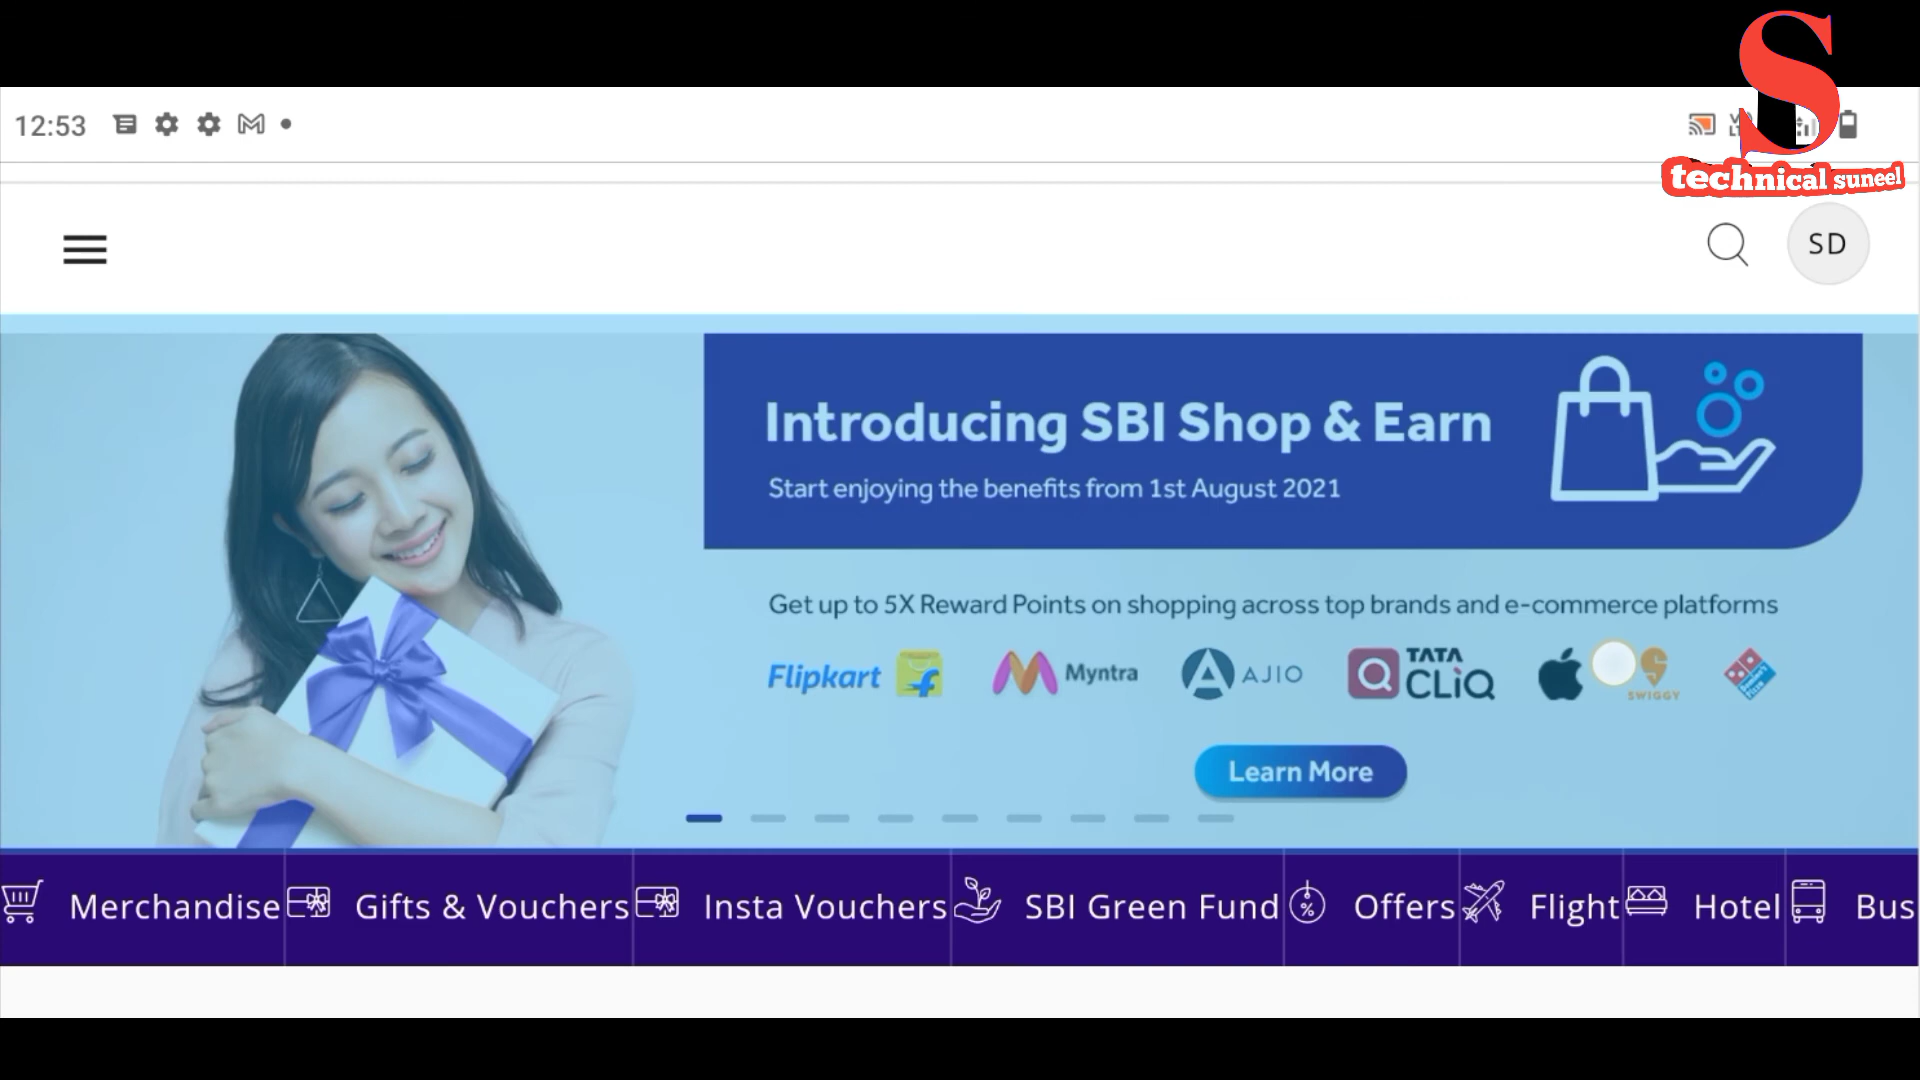 12:53
S
technical suneel
SD
Introducing SBI Shop & Earn
Start enjoying the benefits from 1st August 2021
Get up to 5X Reward Points on shopping across top brands and e-commerce platforms
Flipkart Myntra AJIO TATA CLiQ SWIGGY
Learn More
Merchandise Gifts & Vouchers Insta Vouchers SBI Green Fund Offers Flight Hotel Bus